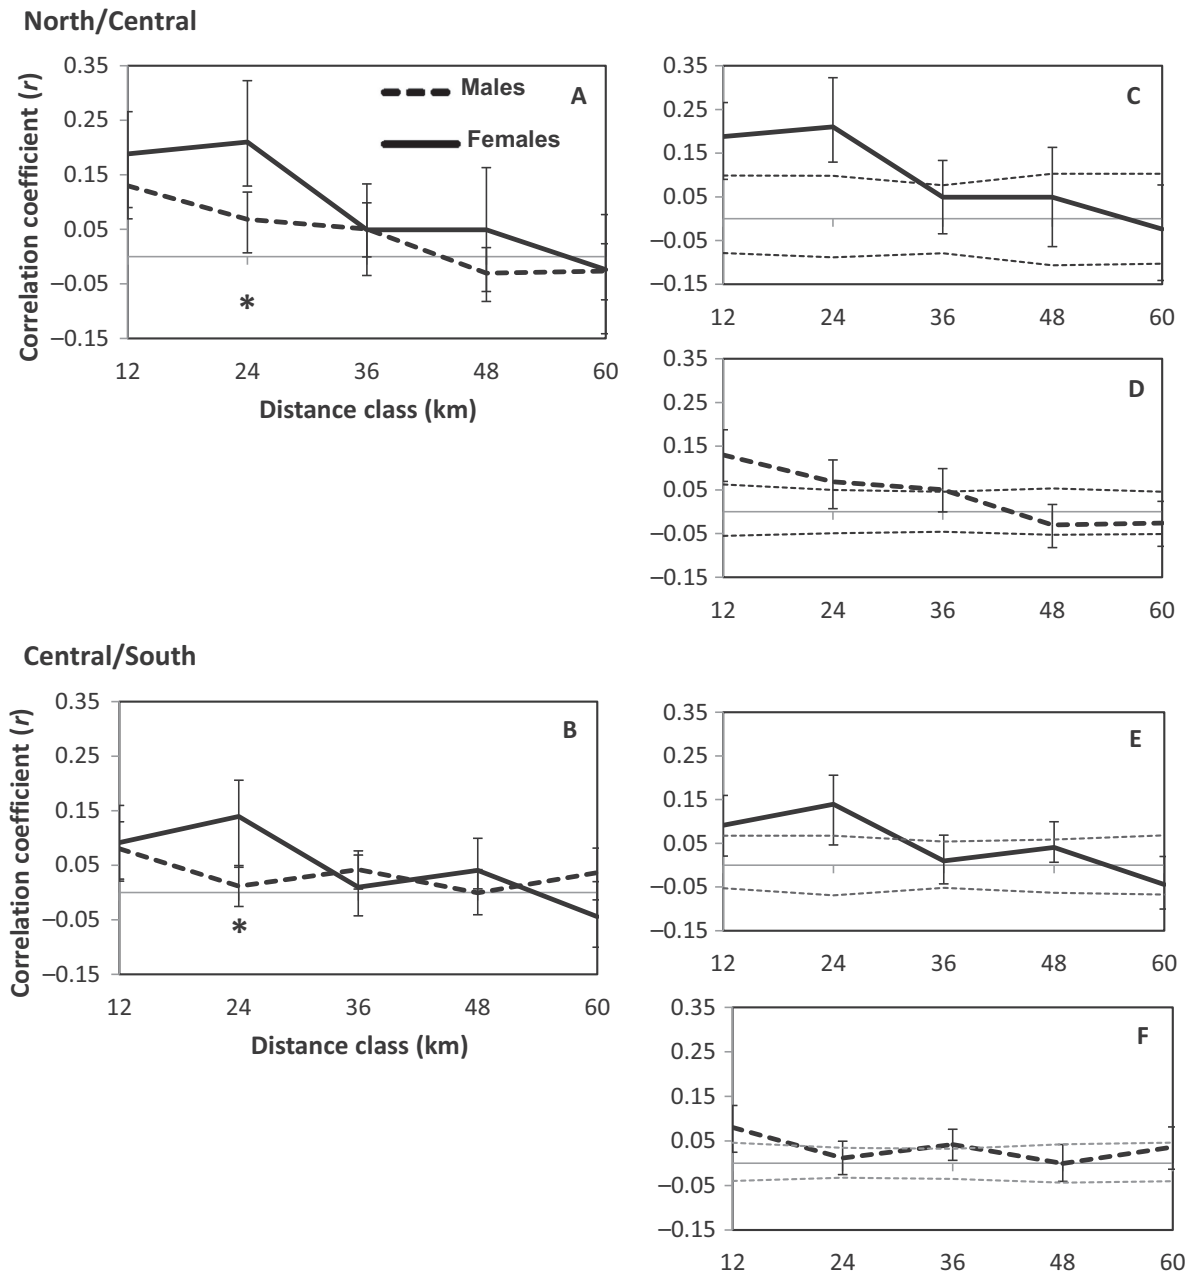 North/Central
Correlation coefficient (r)
0.35
0.25
0.15
0.05
–0.05
–0.15
Males
Females
A
*
12 24 36 48 60
Distance class (km)
0.35
0.25
0.15
0.05
–0.05
–0.15
C
12 24 36 48 60
0.35
0.25
0.15
0.05
–0.05
–0.15
D
12 24 36 48 60
Central/South
Correlation coefficient (r)
0.35
0.25
0.15
0.05
–0.05
–0.15
B
*
12 24 36 48 60
Distance class (km)
0.35
0.25
0.15
0.05
–0.05
–0.15
E
12 24 36 48 60
0.35
0.25
0.15
0.05
–0.05
–0.15
F
12 24 36 48 60